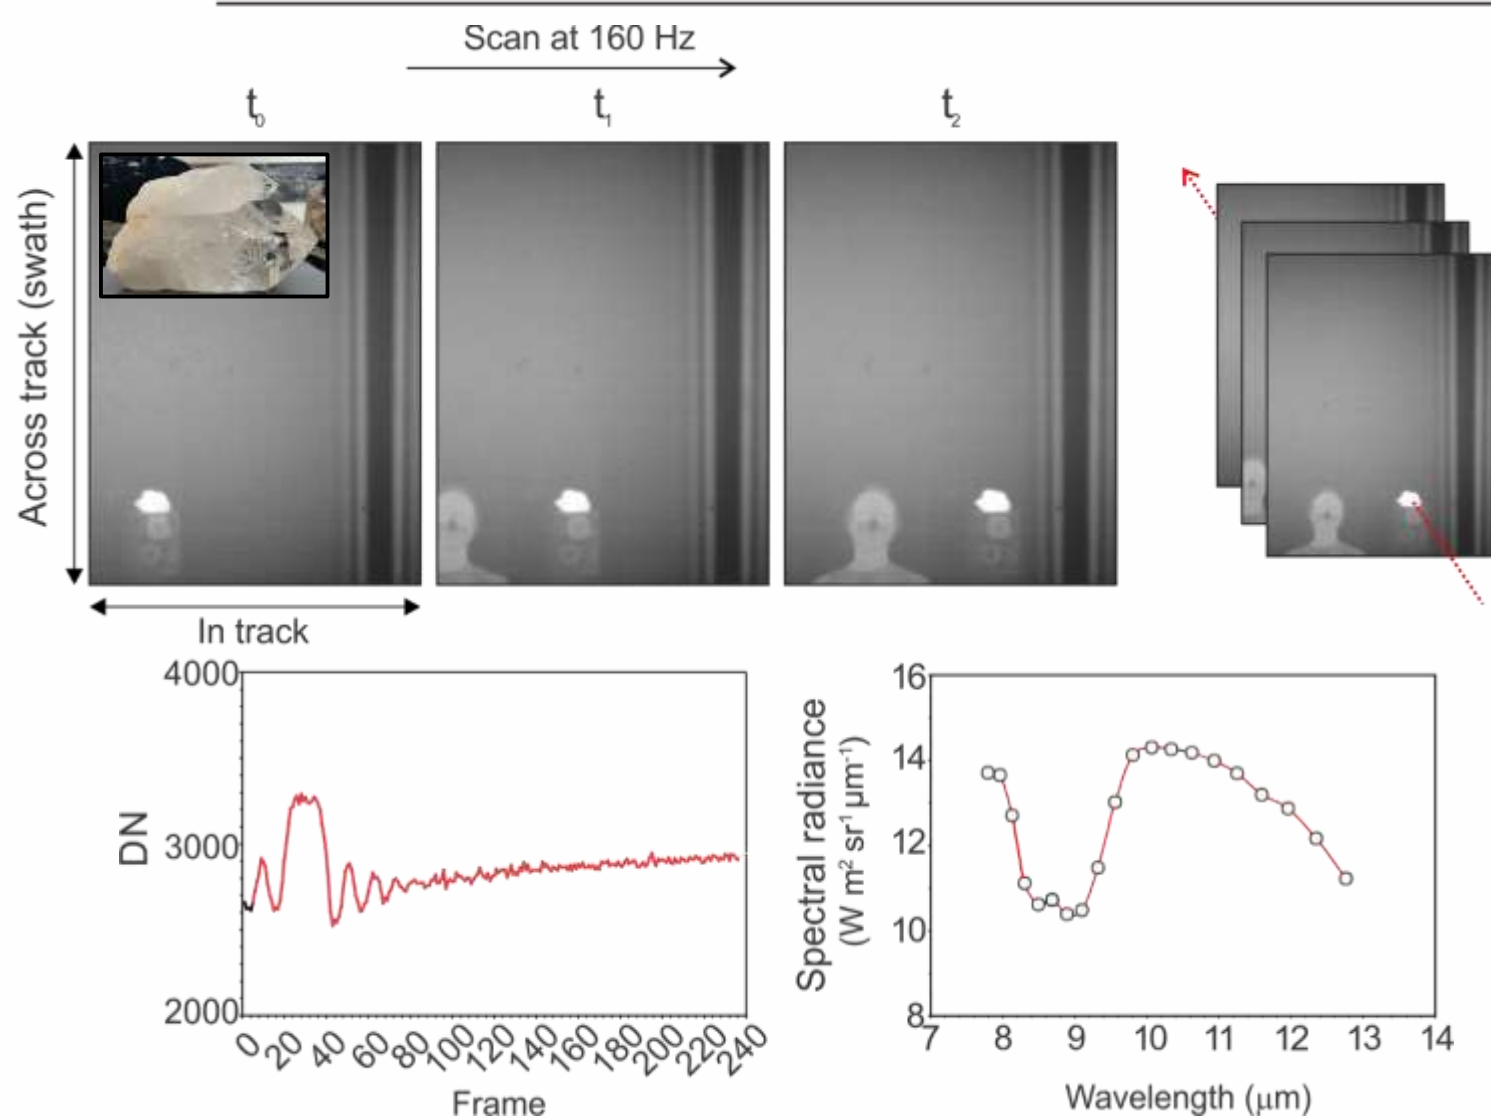 Scan at 160 Hz
t₀
t₁
t₂
Across track (swath)
In track
4000
3000
2000
DN
0 20 40 60 80 100 120 140 160 180 200 220 240
Frame
16
14
12
10
8
Spectral radiance
(W m² sr¹ µm⁻¹)
7 8 9 10 11 12 13 14
Wavelength (µm)